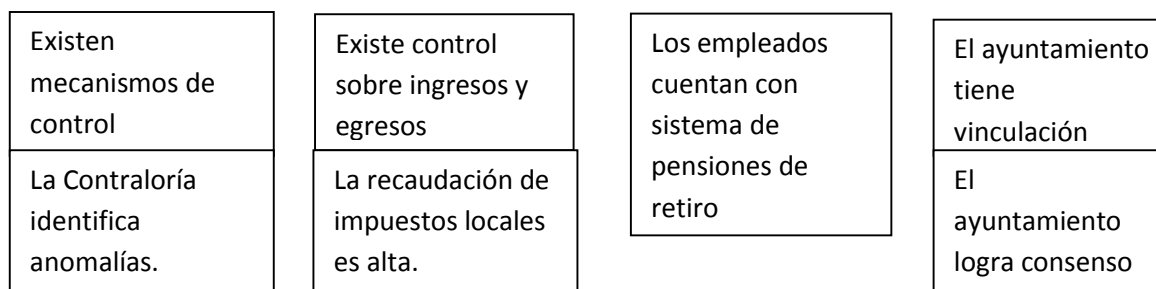 Existen
mecanismos de
control
La Contraloría
identifica
anomalías.
Existe control
sobre ingresos y
egresos
La recaudación de
impuestos locales
es alta.
Los empleados
cuentan con
sistema de
pensiones de
retiro
El ayuntamiento
tiene
vinculación
El
ayuntamiento
logra consenso